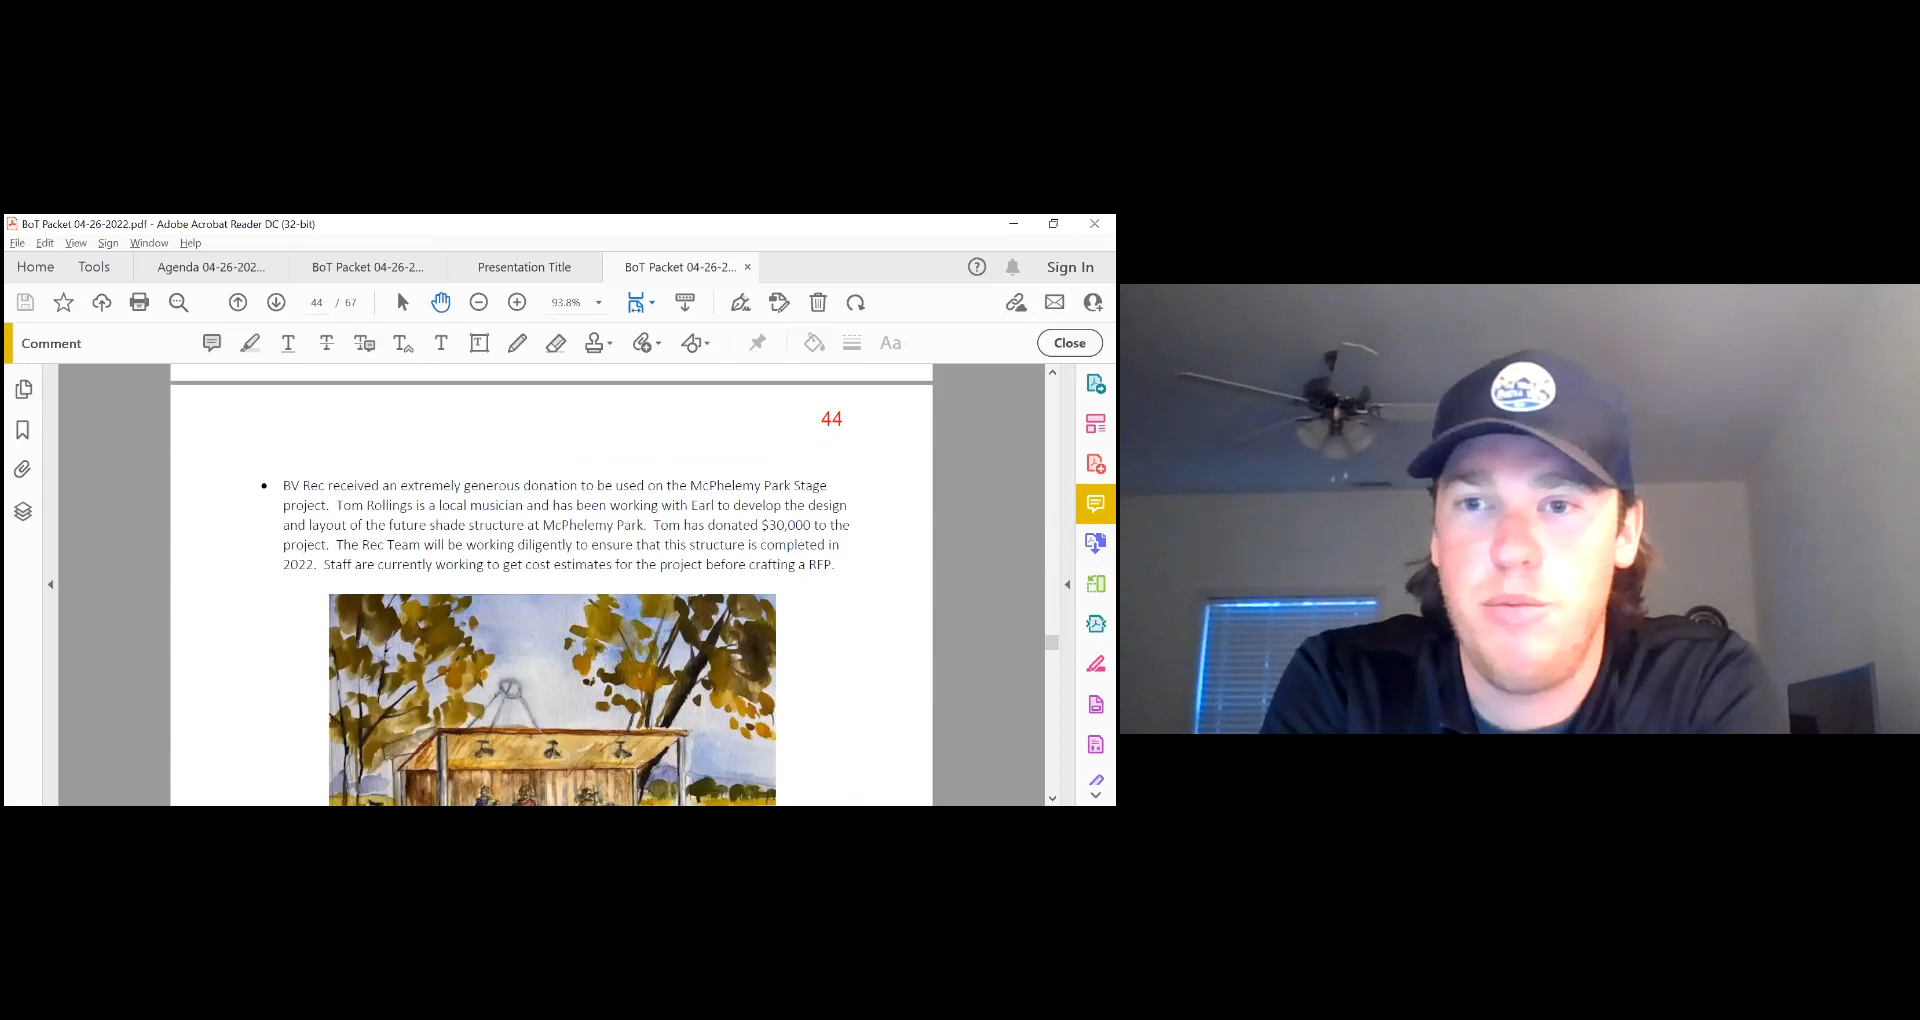 BoT Packet 04-26-2022.pdf - Adobe Acrobat Reader DC (32-bit)
File Edit View Sign Window Help
Home Tools Agenda 04-26-202... BoT Packet 04-26-2... Presentation Title BoT Packet 04-26-2... × Sign In
44 / 67 93.8%
Comment Aa Close
44
• BV Rec received an extremely generous donation to be used on the McPhelemy Park Stage
project. Tom Rollings is a local musician and has been working with Earl to develop the design
and layout of the future shade structure at McPhelemy Park. Tom has donated $30,000 to the
project. The Rec Team will be working diligently to ensure that this structure is completed in
2022. Staff are currently working to get cost estimates for the project before crafting a RFP.